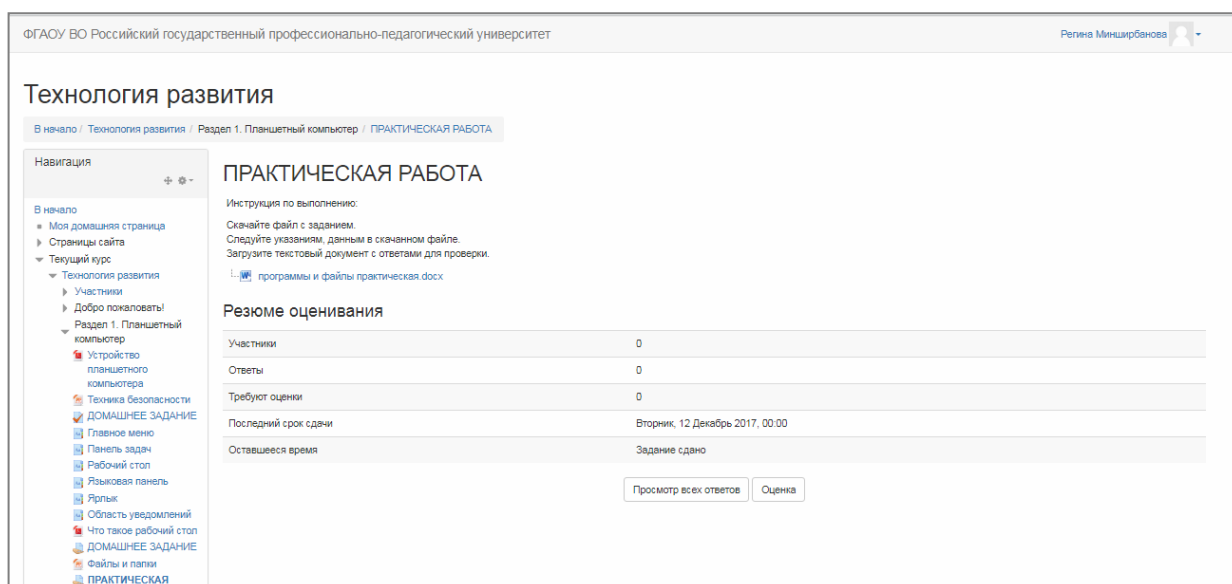 ФГАОУ ВО Российский государственный профессионально-педагогический университет
Регина Минширбанова
Технология развития
В начало / Технология развития / Раздел 1. Планшетный компьютер / ПРАКТИЧЕСКАЯ РАБОТА
Навигация
В начало
Моя домашняя страница
Страницы сайта
Текущий курс
Технология развития
Участники
Добро пожаловать!
Раздел 1. Планшетный
компьютер
Устройство
планшетного
компьютера
Техника безопасности
ДОМАШНЕЕ ЗАДАНИЕ
Главное меню
Панель задач
Рабочий стол
Языковая панель
Ярлык
Область уведомлений
Что такое рабочий стол
ДОМАШНЕЕ ЗАДАНИЕ
Файлы и папки
ПРАКТИЧЕСКАЯ
ПРАКТИЧЕСКАЯ РАБОТА
Инструкция по выполнению:
Скачайте файл с заданием.
Следуйте указаниям, данным в скачанном файле.
Загрузите текстовый документ с ответами для проверки.
программы и файлы практическая.docx
Резюме оценивания
Участники 0
Ответы 0
Требуют оценки 0
Последний срок сдачи Вторник, 12 Декабрь 2017, 00:00
Оставшееся время Задание сдано
Просмотр всех ответов Оценка